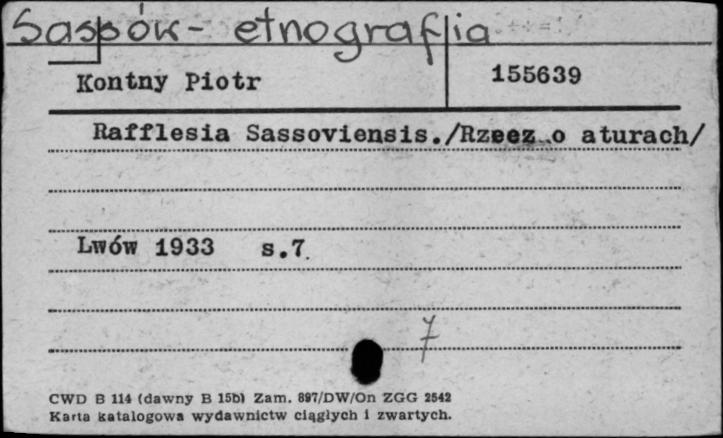 Sassów - etnografia
Kontny Piotr
155639
Rafflesia Sassoviensis./Rzecz o aturach/
Lwów 1933 s.7
7
CWD B 114 (dawny B 15b) Zam. 897/DW/On ZGG 2542
Karta katalogowa wydawnictw ciągłych i zwartych.